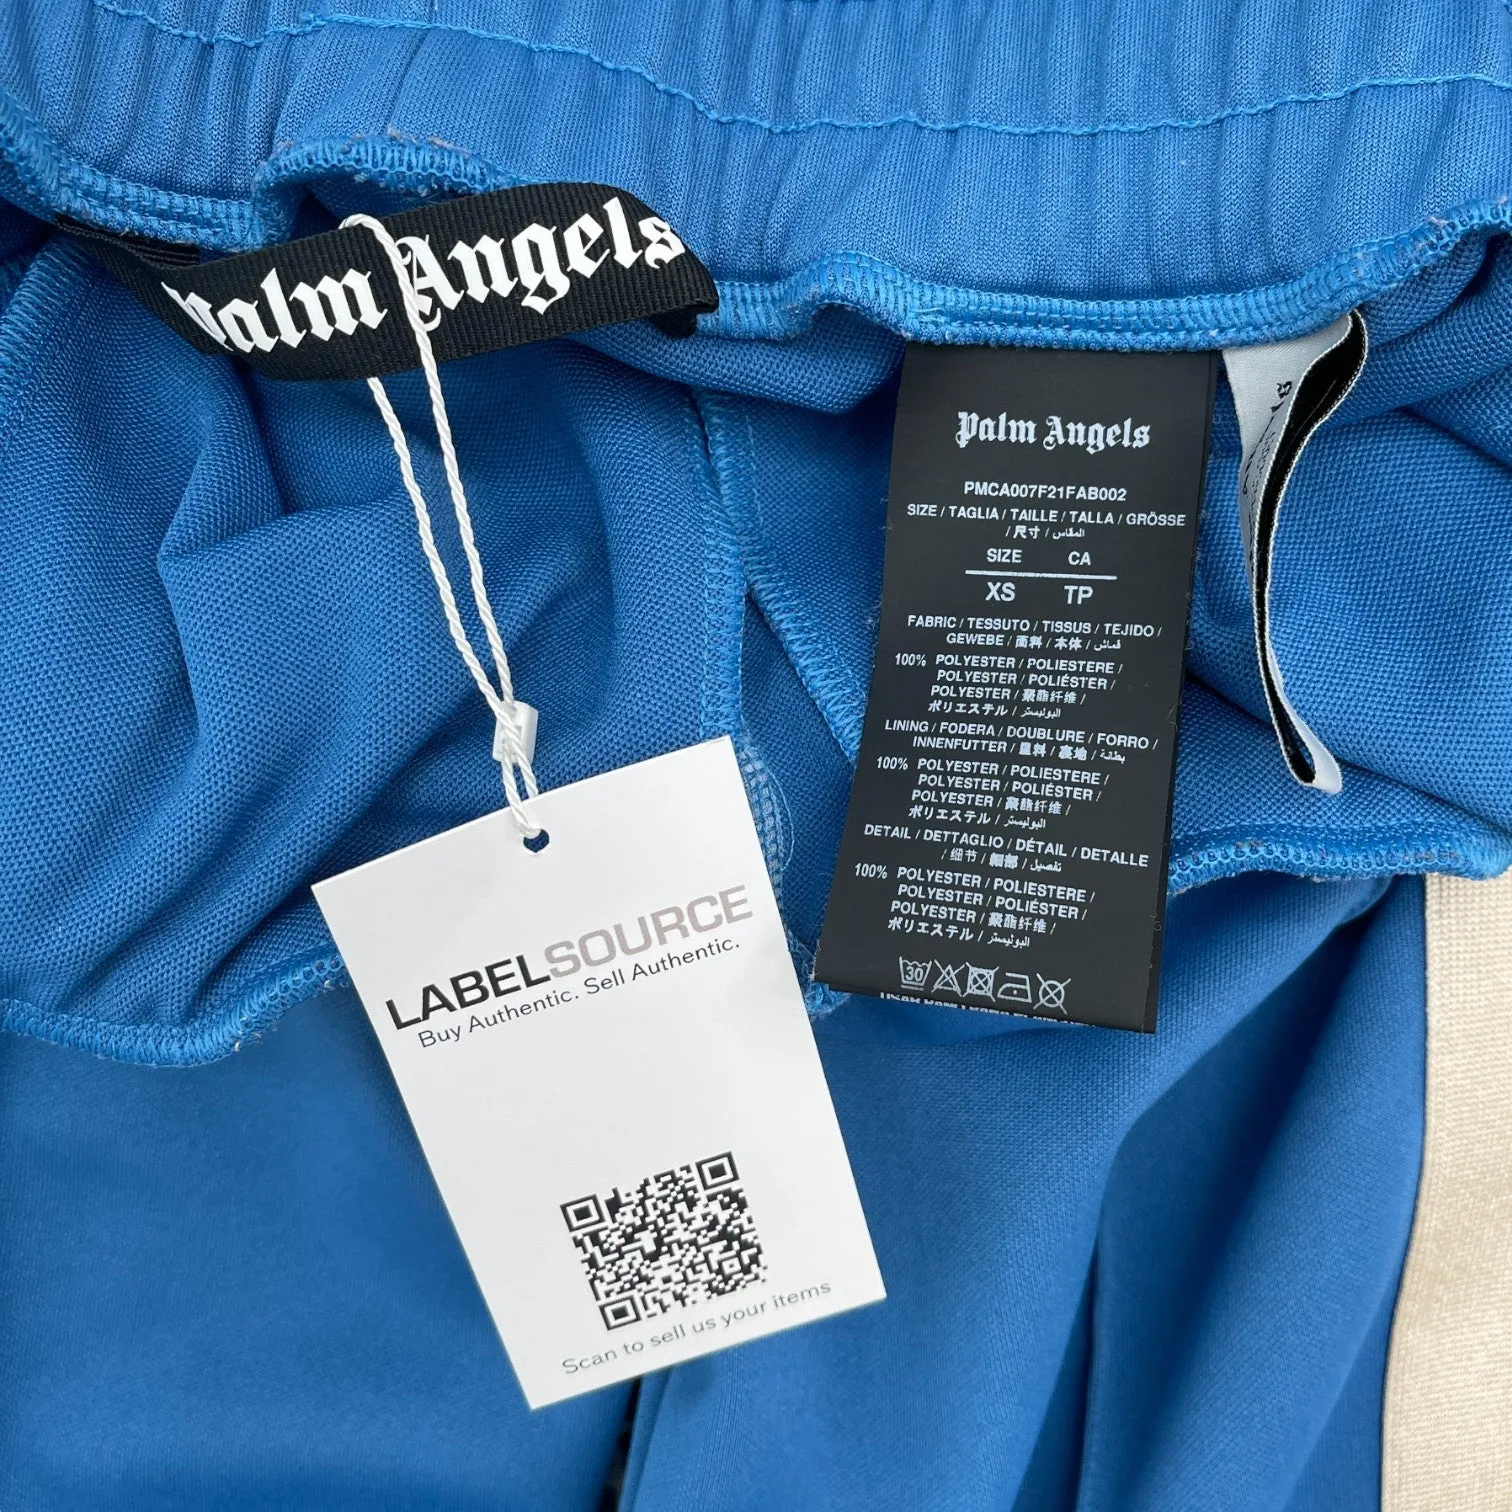 Palm Angels
Palm Angels
PMCA007F21FAB002
SIZE / TAGLIA / TAILLE / TALLA / GRÖSSE
/ 尺寸 / المقاس
SIZE CA
XS TP
FABRIC / TESSUTO / TISSUS / TEJIDO /
GEWEBE / 面料 / 本体 / قماش
100% POLYESTER / POLIESTERE /
POLYESTER / POLIÉSTER /
POLYESTER / 聚酯纤维 /
ポリエステル / البوليستر
LINING / FODERA / DOUBLURE / FORRO /
INNENFUTTER / 里料 / 裏地 / بطانة
100% POLYESTER / POLIESTERE /
POLYESTER / POLIÉSTER /
POLYESTER / 聚酯纤维 /
ポリエステル / البوليستر
DETAIL / DETTAGLIO / DÉTAIL / DETALLE
/ 细节 / 細部 / تفصيل
100% POLYESTER / POLIESTERE /
POLYESTER / POLIÉSTER /
POLYESTER / 聚酯纤维 /
ポリエステル / البوليستر
30
LABELSOURCE
Buy Authentic. Sell Authentic.
Scan to sell us your items